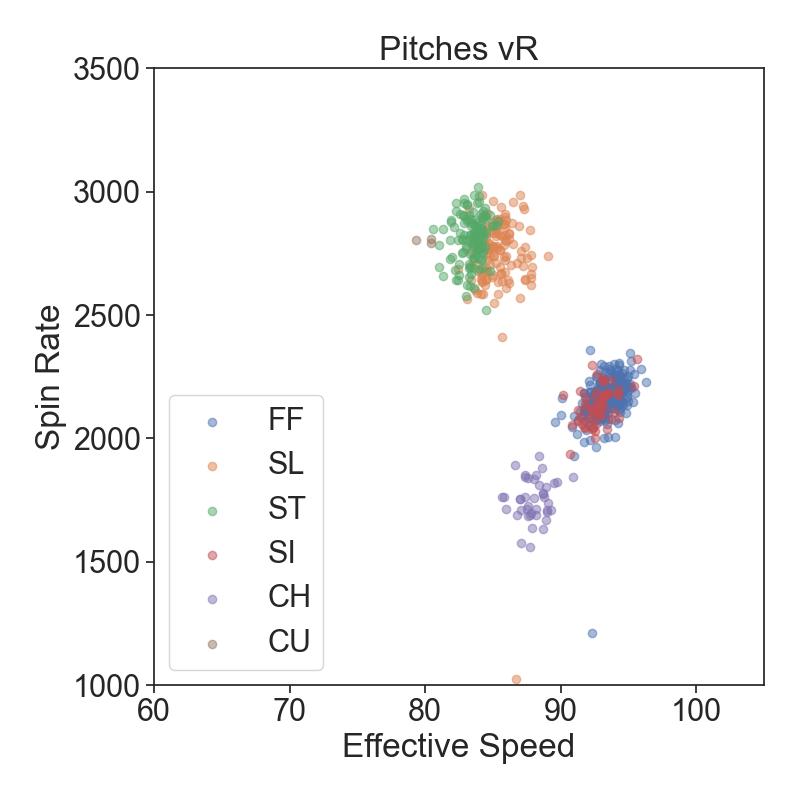 Pitches vR
3500
3000
2500
2000
1500
1000
Spin Rate
FF
SL
ST
SI
CH
CU
60 70 80 90 100
Effective Speed